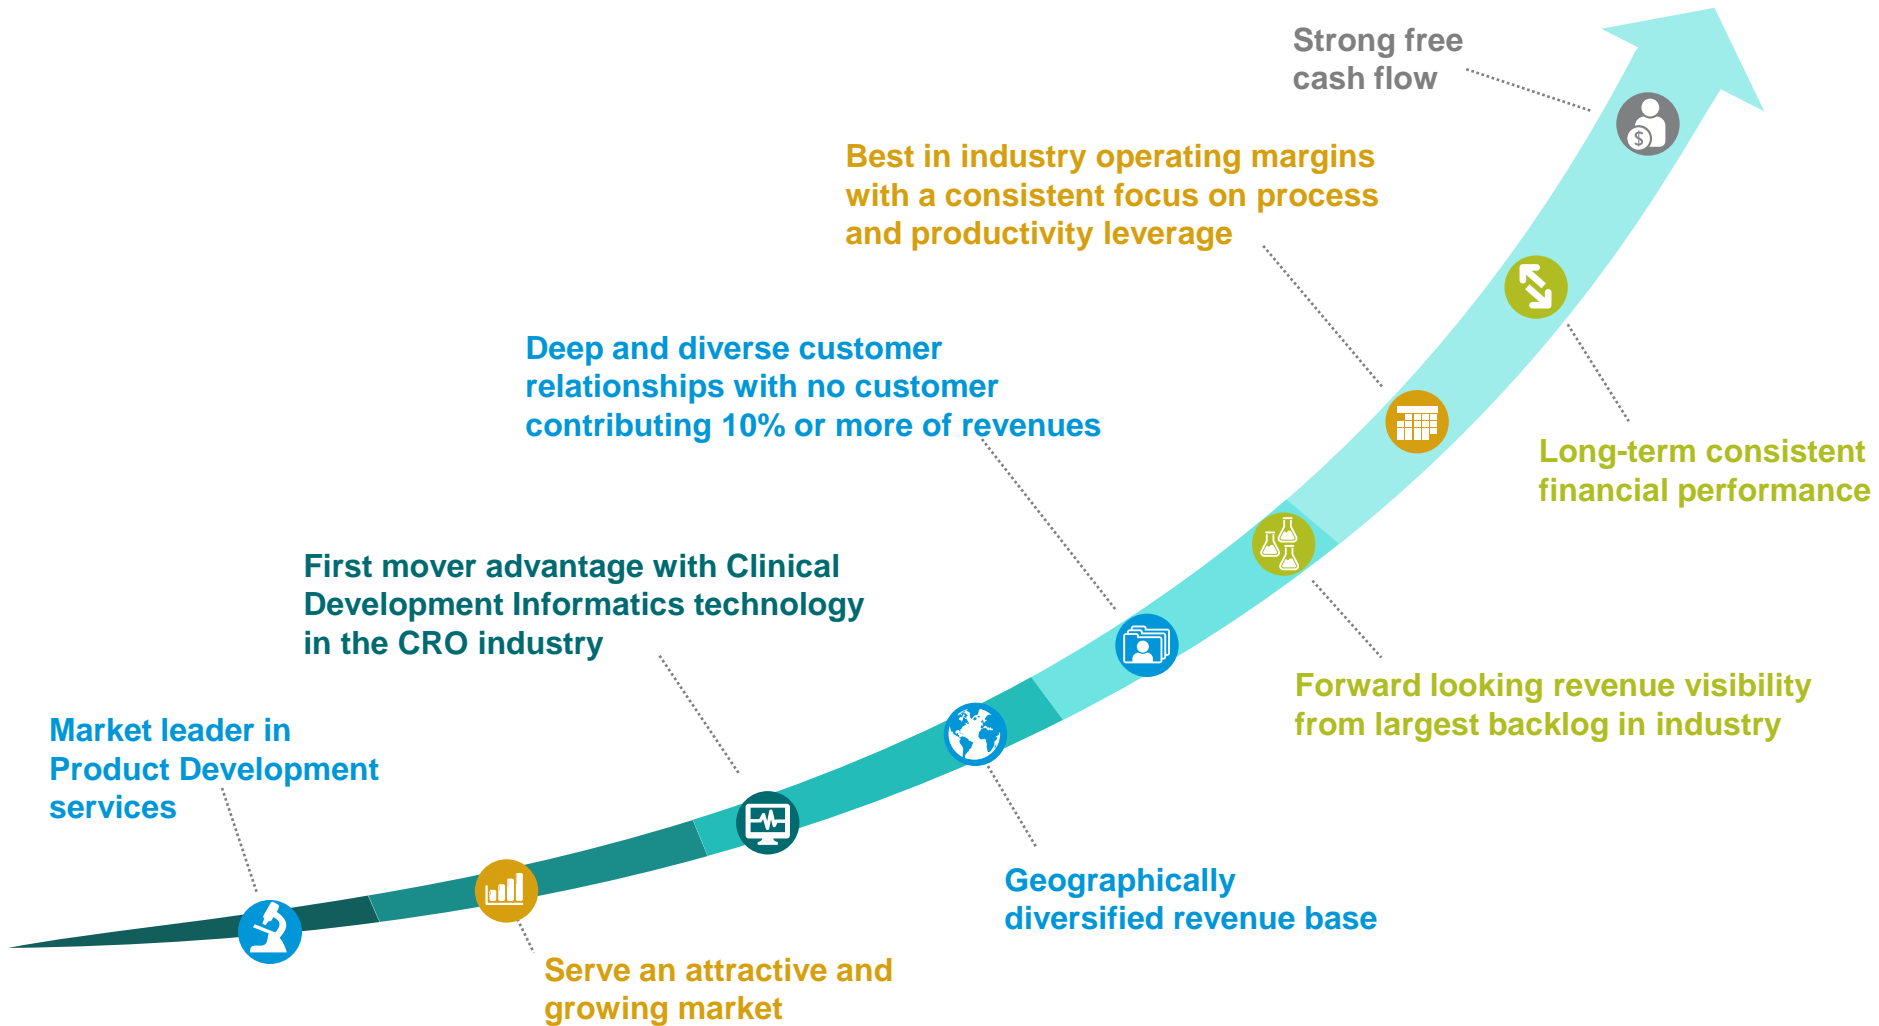 Strong free
cash flow
Best in industry operating margins
with a consistent focus on process
and productivity leverage
Deep and diverse customer
relationships with no customer
contributing 10% or more of revenues
Long-term consistent
financial performance
First mover advantage with Clinical
Development Informatics technology
in the CRO industry
Forward looking revenue visibility
from largest backlog in industry
Market leader in
Product Development
services
Geographically
diversified revenue base
Serve an attractive and
growing market
$